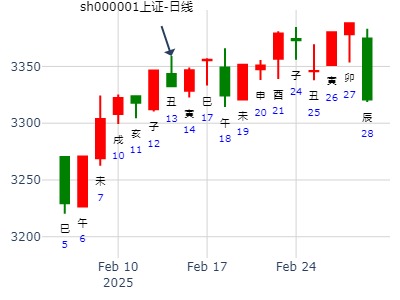 sh000001上证-日线
3350
3300
3250
3200
巳
5
午
6
未
7
戌
10
亥
11
子
12
丑
13
寅
14
巳
17
午
18
未
19
申
20
酉
21
子
24
丑
25
寅
26
卯
27
辰
28
Feb 10
2025
Feb 17
Feb 24